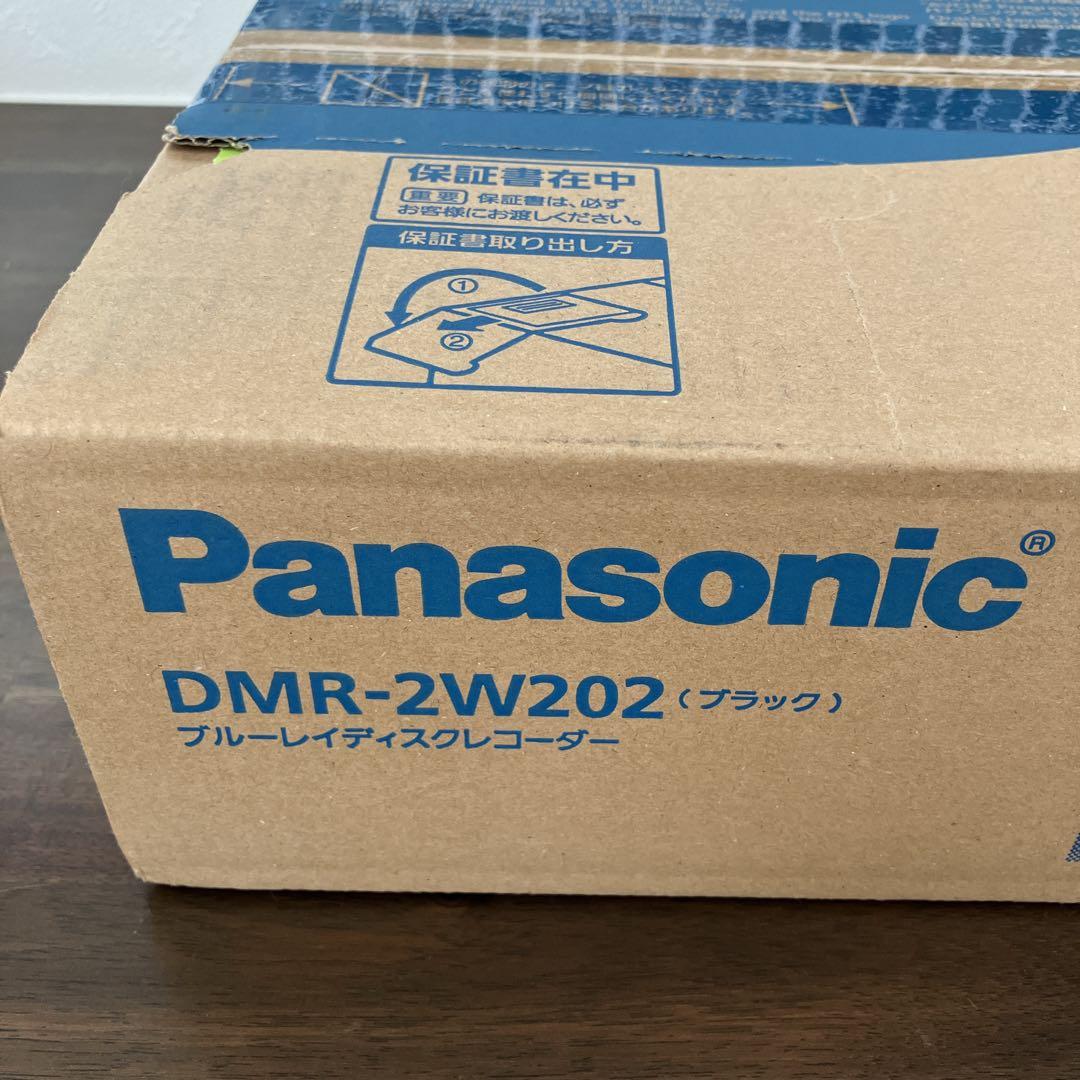 保証書在中
重要 保証書は、必ず
お客様にお渡しください。
保証書取り出し方
①
②
Panasonic®
DMR-2W202（ブラック）
ブルーレイディスクレコーダー